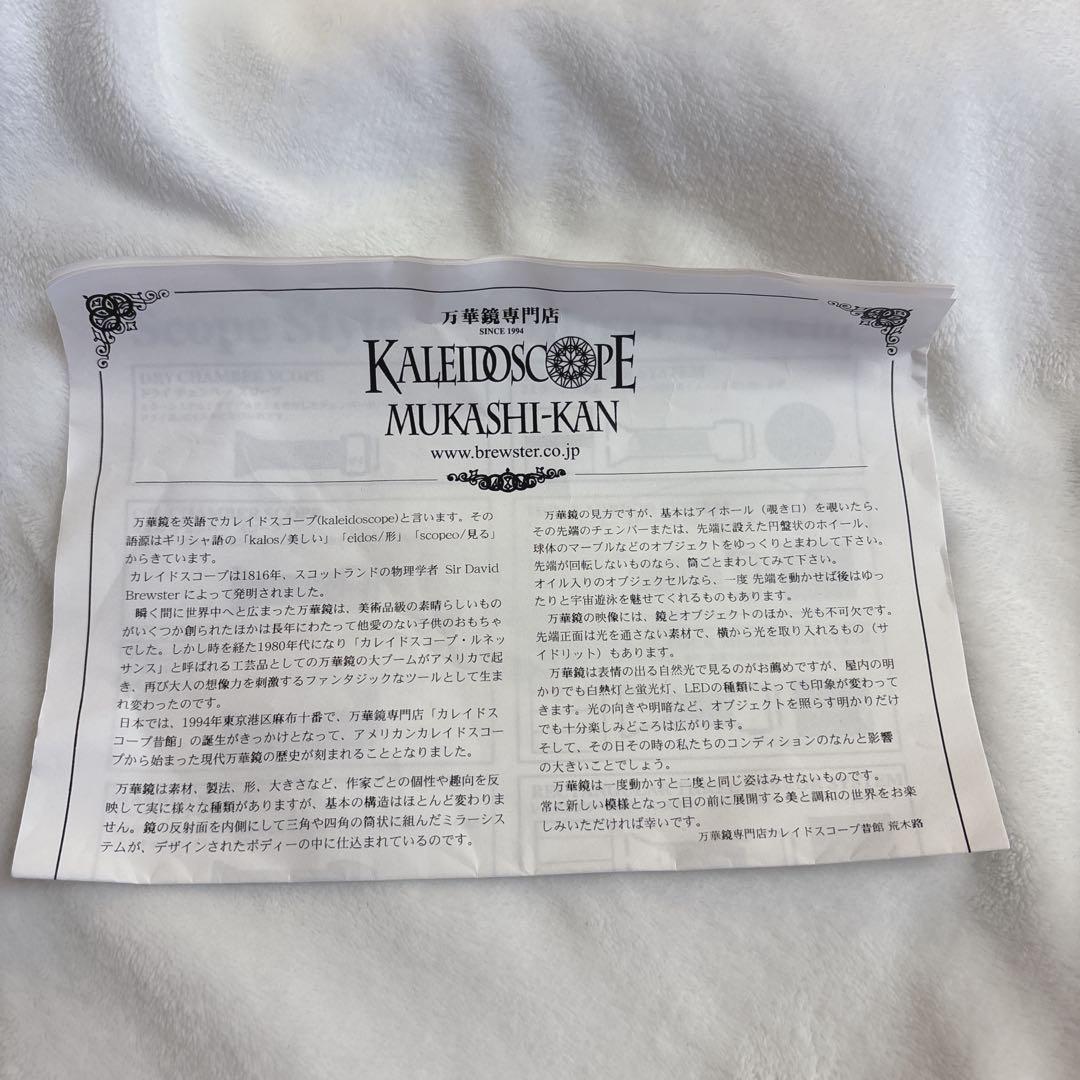 万華鏡専門店
SINCE 1994
KALEIDOSCOPE
MUKASHI-KAN
www.brewster.co.jp
万華鏡を英語でカレイドスコープ(kaleidoscope)と言います。その
語源はギリシャ語の「kalos/美しい」「eidos/形」「scopeo/見る」
からきています。
カレイドスコープは1816年、スコットランドの物理学者 Sir David
Brewster によって発明されました。
瞬く間に世界中へと広まった万華鏡は、美術品級の素晴らしいもの
がいくつか創られたほかは長年にわたって他愛のない子供のおもちゃ
でした。しかし時を経た1980年代になり「カレイドスコープ・ルネッ
サンス」と呼ばれる工芸品としての万華鏡の大ブームがアメリカで起
き、再び大人の想像力を刺激するファンタジックなツールとして生ま
れ変わったのです。
日本では、1994年東京港区麻布十番で、万華鏡専門店「カレイドス
コープ昔館」の誕生がきっかけとなって、アメリカンカレイドスコー
プから始まった現代万華鏡の歴史が刻まれることとなりました。
万華鏡は素材、製法、形、大きさなど、作家ごとの個性や趣向を反
映して実に様々な種類がありますが、基本の構造はほとんど変わりま
せん。鏡の反射面を内側にして三角や四角の筒状に組んだミラーシス
テムが、デザインされたボディーの中に仕込まれているのです。
万華鏡の見方ですが、基本はアイホール（覗き口）を覗いたら、
その先端のチェンバーまたは、先端に設えた円盤状のホイール、
球体のマーブルなどのオブジェクトをゆっくりとまわして下さい。
先端が回転しないものなら、筒ごとまわしてみて下さい。
オイル入りのオブジェクセルなら、一度 先端を動かせば後はゆっ
たりと宇宙遊泳を魅せてくれるものもあります。
万華鏡の映像には、鏡とオブジェクトのほか、光も不可欠です。
先端正面は光を通さない素材で、横から光を取り入れるもの（サ
イドリット）もあります。
万華鏡は表情の出る自然光で見るのがお薦めですが、屋内の明
かりでも白熱灯と蛍光灯、LEDの種類によっても印象が変わって
きます。光の向きや明暗など、オブジェクトを照らす明かりだけ
でも十分楽しみどころは広がります。
そして、その日その時の私たちのコンディションのなんと影響
の大きいことでしょう。
万華鏡は一度動かすと二度と同じ姿はみせないものです。
常に新しい模様となって目の前に展開する美と調和の世界をお楽
しみいただければ幸いです。
万華鏡専門店カレイドスコープ昔館 荒木路